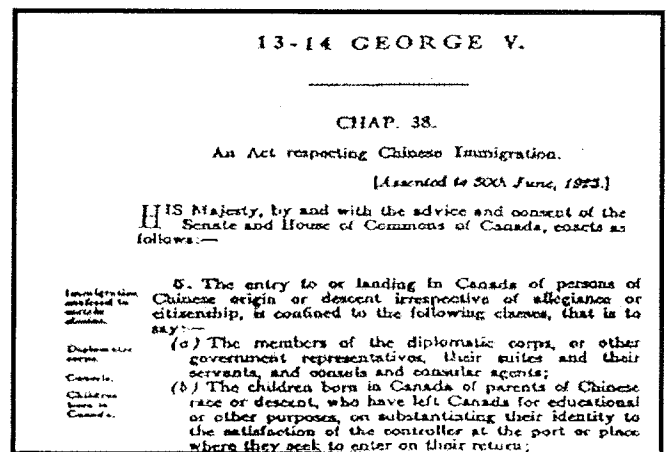 13-14 GEORGE V.
CHAP. 38.
An Act respecting Chinese Immigration.
[Assented to 30th June, 1923.]
HIS Majesty, by and with the advice and consent of the
Senate and House of Commons of Canada, enacts as
follows:—
Immigration
confined to
certain
classes.
5. The entry to or landing in Canada of persons of
Chinese origin or descent irrespective of allegiance or
citizenship, is confined to the following classes, that is to
say:—
Diplomatic
corps.
(a) The members of the diplomatic corps, or other
government representatives, their suites and their
servants, and consuls and consular agents;
Consuls.
Children
born in
Canada.
(b) The children born in Canada of parents of Chinese
race or descent, who have left Canada for educational
or other purposes, on substantiating their identity to
the satisfaction of the controller at the port or place
where they seek to enter on their return;